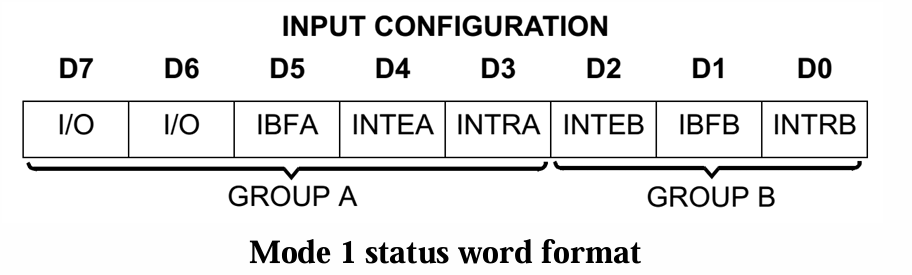 INPUT CONFIGURATION
D7 D6 D5 D4 D3 D2 D1 D0
I/O I/O IBFA INTEA INTRA INTEB IBFB INTRB
GROUP A GROUP B
Mode 1 status word format